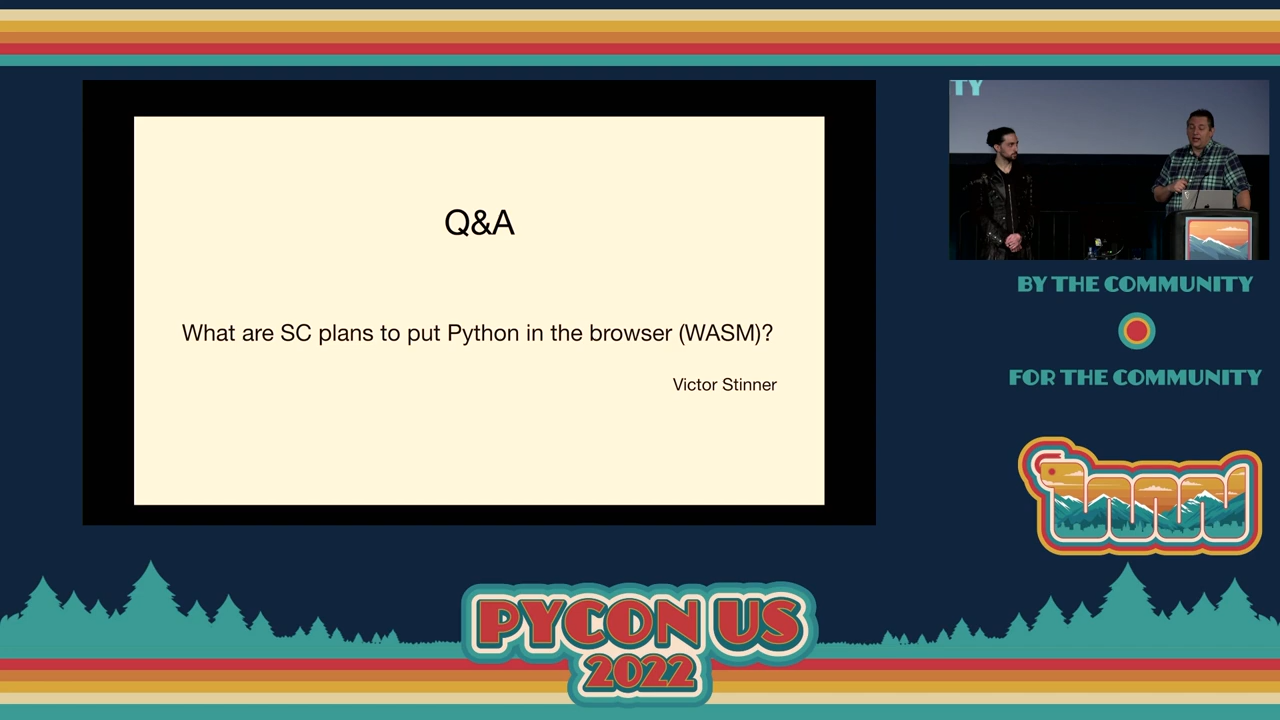 Q&A
What are SC plans to put Python in the browser (WASM)?
Victor Stinner
TY
BY THE COMMUNITY
FOR THE COMMUNITY
PYCON US
2022